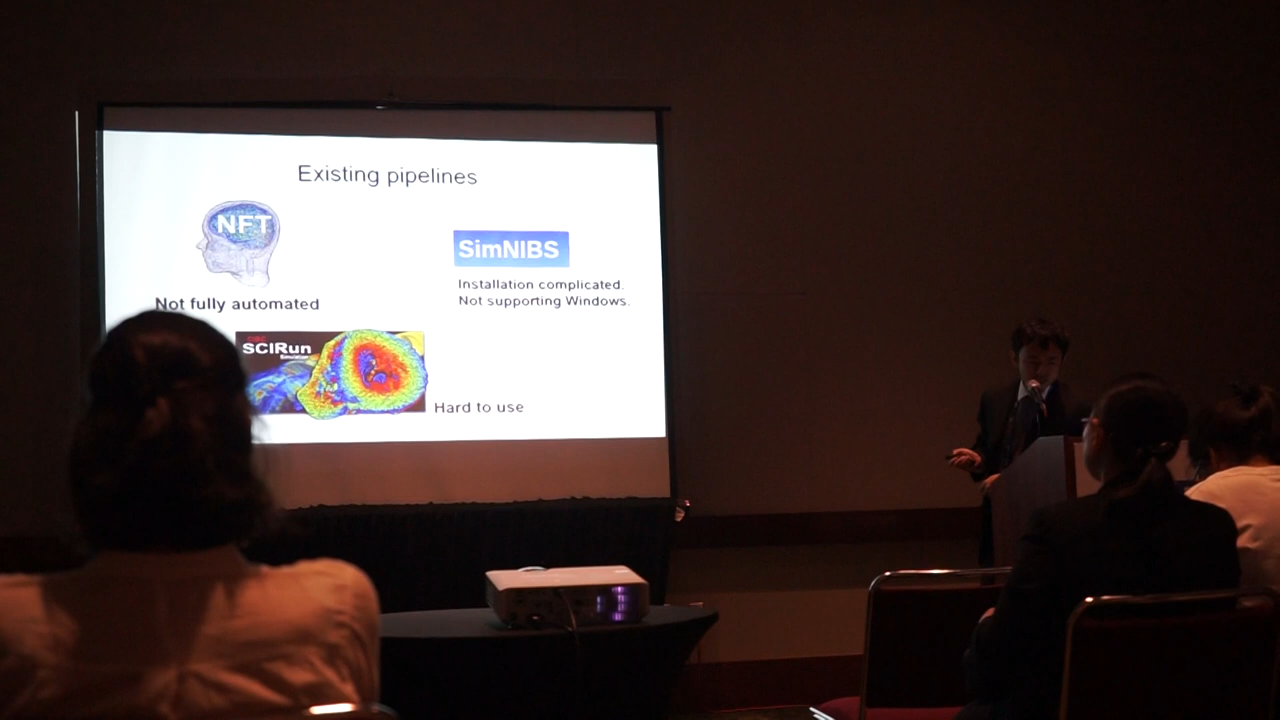 Existing pipelines
NFT
Not fully automated
SimNIBS
Installation complicated.
Not supporting Windows.
SCIRun
Hard to use